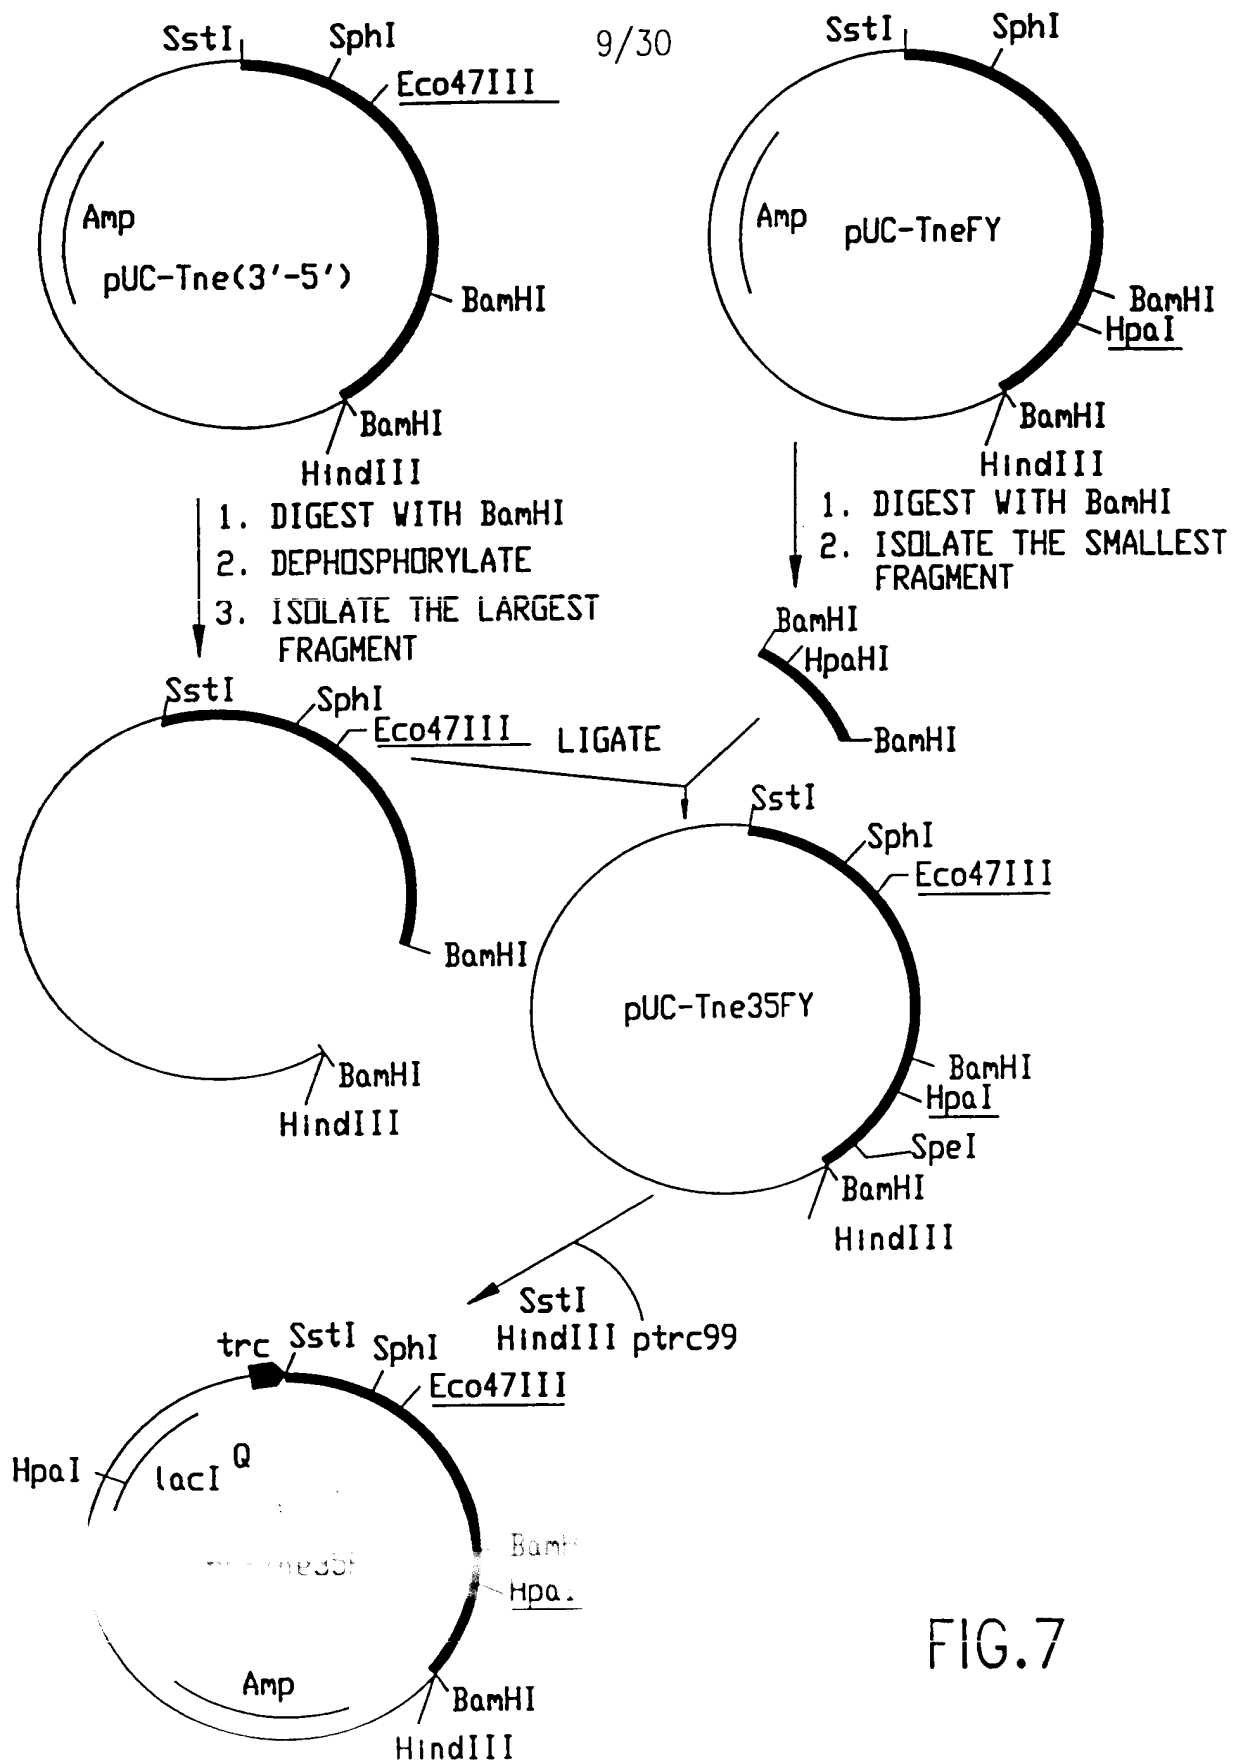 9/30
SstI
SphI
Eco47III
Amp
pUC-Tne(3'-5')
BamHI
BamHI
HindIII
SstI
SphI
Amp
pUC-TneFY
BamHI
HpaI
BamHI
HindIII
1. DIGEST WITH BamHI
2. DEPHOSPHORYLATE
3. ISOLATE THE LARGEST
FRAGMENT
1. DIGEST WITH BamHI
2. ISOLATE THE SMALLEST
FRAGMENT
BamHI
HpaHI
BamHI
SstI
SphI
Eco47III
LIGATE
BamHI
BamHI
HindIII
SstI
SphI
Eco47III
pUC-Tne35FY
BamHI
HpaI
SpeI
BamHI
HindIII
SstI
HindIII ptrc99
trc
SstI
SphI
Eco47III
HpaI
lacI Q
Amp
BamHI
HindIII
FIG.7